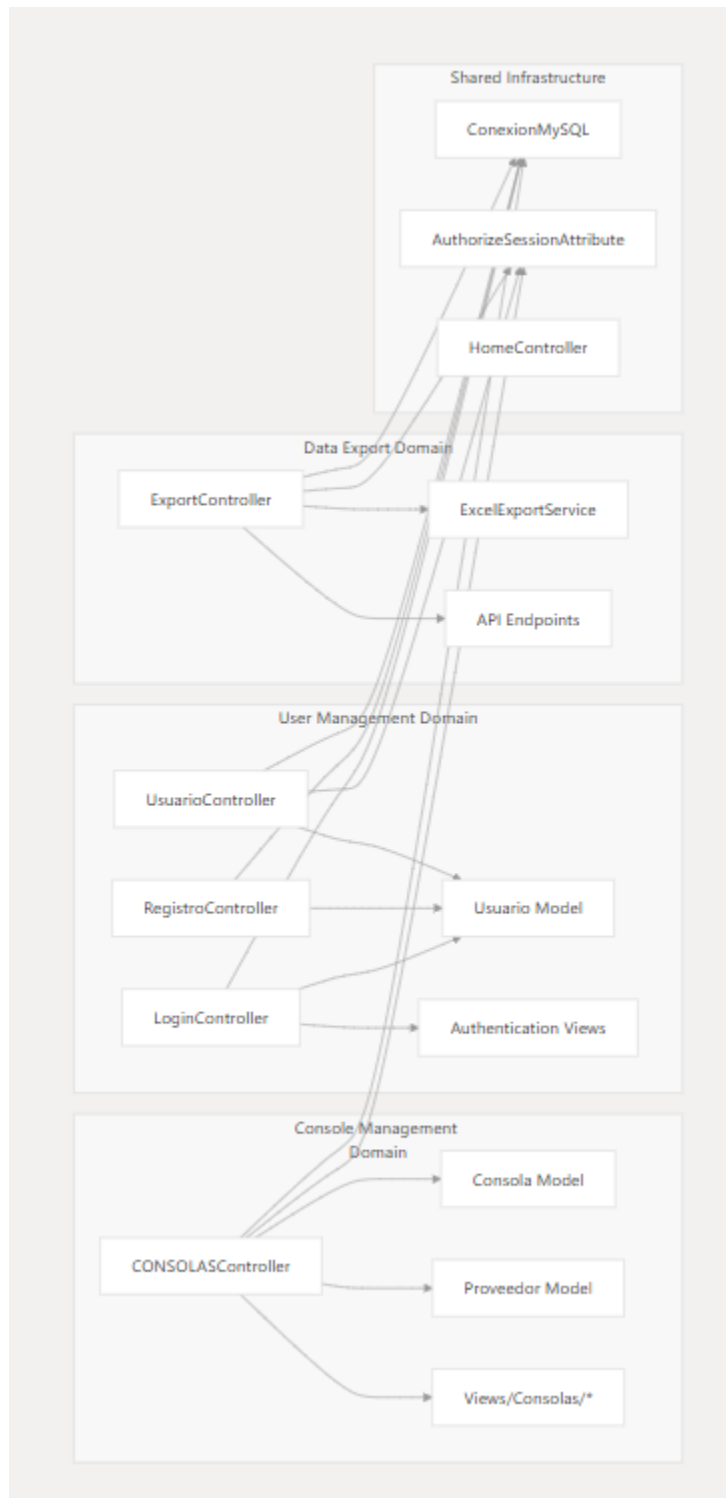 Shared Infrastructure
ConexionMySQL
AuthorizeSessionAttribute
HomeController
Data Export Domain
ExportController
ExcelExportService
API Endpoints
User Management Domain
UsuarioController
RegistroController
Usuario Model
LoginController
Authentication Views
Console Management
Domain
Consola Model
CONSOLASController
Proveedor Model
Views/Consolas/*